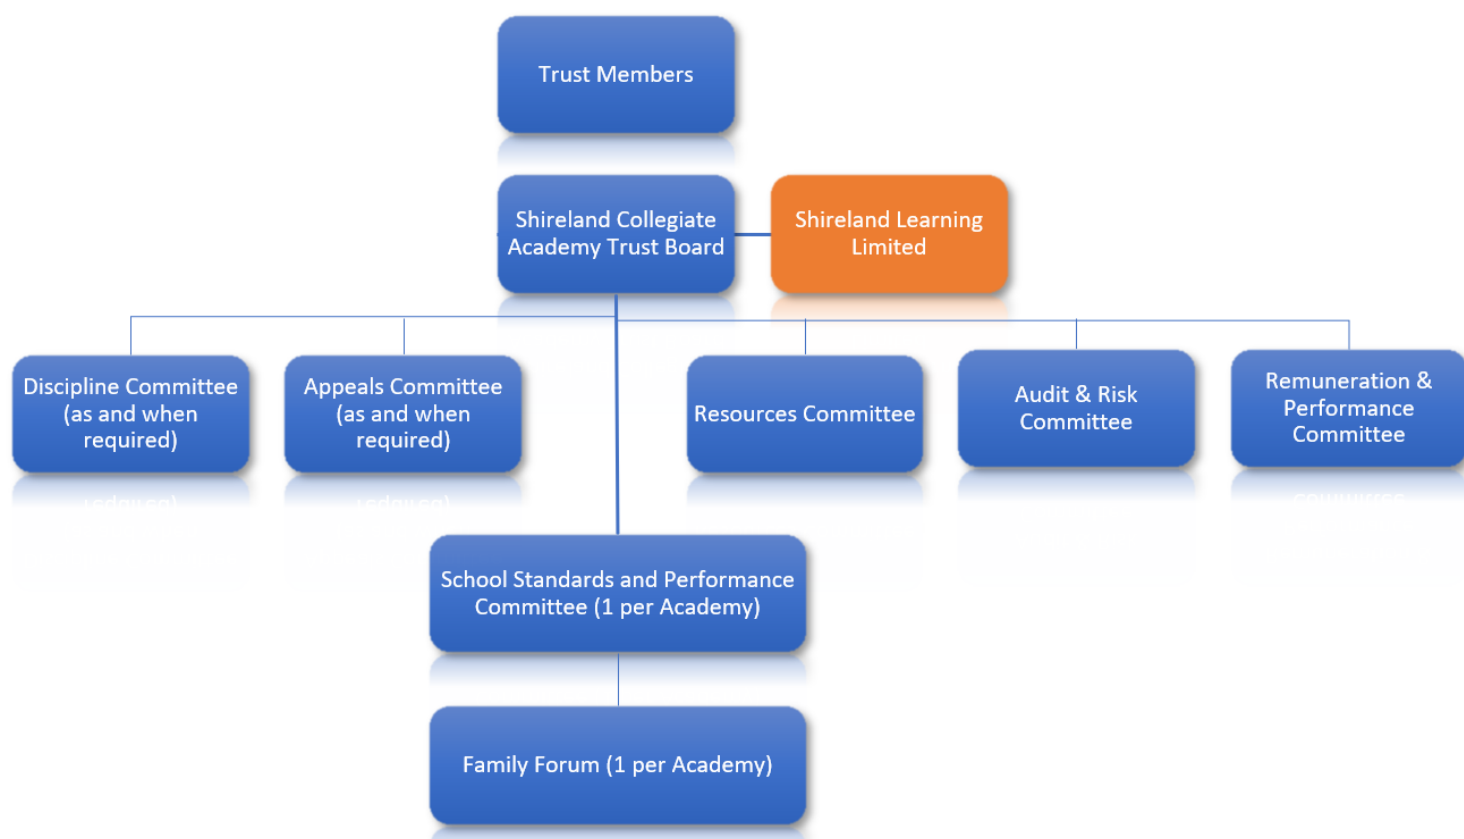 Trust Members
Shireland Collegiate
Academy Trust Board
Shireland Learning
Limited
Discipline Committee
(as and when
required)
Appeals Committee
(as and when
required)
Resources Committee
Audit & Risk
Committee
Remuneration &
Performance
Committee
School Standards and Performance
Committee (1 per Academy)
Family Forum (1 per Academy)